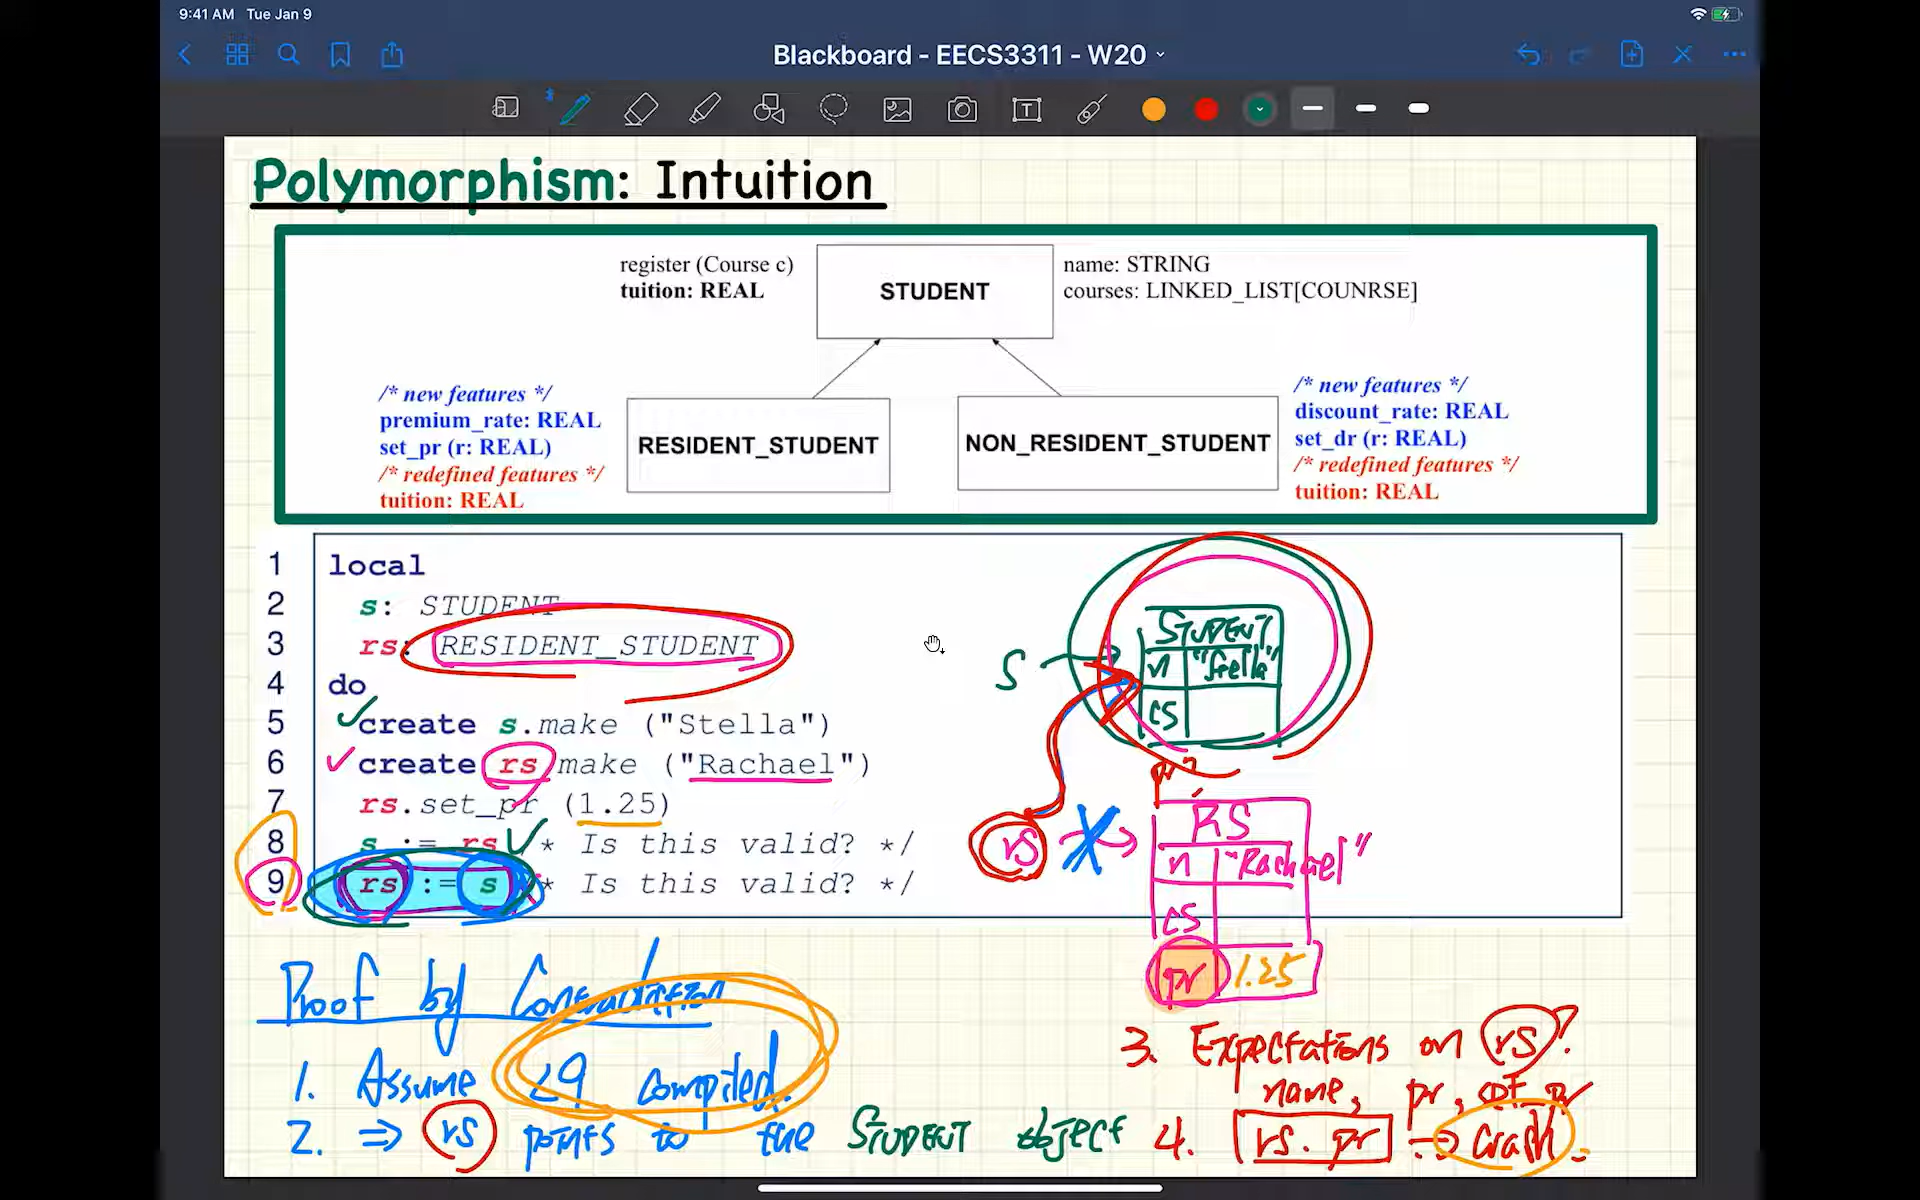 9:41 AM Tue Jan 9
Blackboard - EECS3311 - W20
Polymorphism: Intuition
register (Course c)
tuition: REAL
STUDENT
name: STRING
courses: LINKED_LIST[COUNRSE]
/* new features */
premium_rate: REAL
set_pr (r: REAL)
/* redefined features */
tuition: REAL
RESIDENT_STUDENT
NON_RESIDENT_STUDENT
/* new features */
discount_rate: REAL
set_dr (r: REAL)
/* redefined features */
tuition: REAL
1 local
2 s: STUDENT
3 rs: RESIDENT_STUDENT
4 do
5 create s.make ("Stella")
6 create rs.make ("Rachael")
7 rs.set_pr (1.25)
8 s := rs /* Is this valid? */
9 rs := s /* Is this valid? */
S
STUDENT
n "Stella"
cs
pr?
rs
RS
n "Rachael"
cs
pr 1.25
Proof by Contradiction
1. Assume L9 compiled.
2. ⇒ rs points to the STUDENT object
3. Expectations on rs?
name, pr, set_pr
4. rs.pr → Crash.